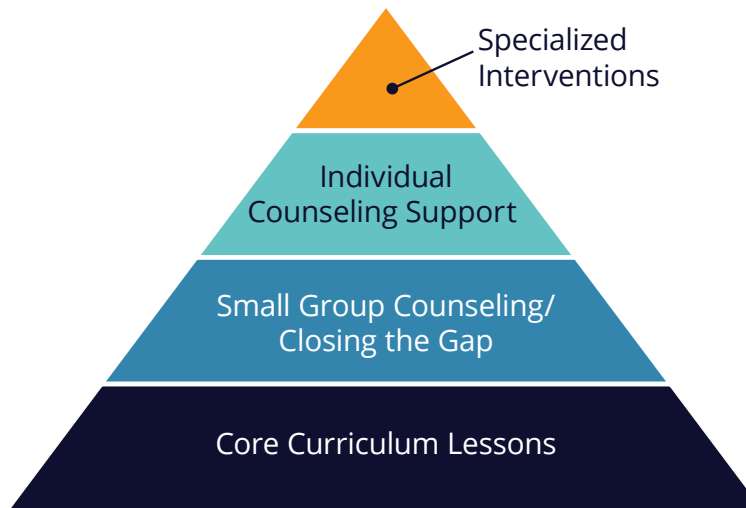 Specialized
Interventions
Individual
Counseling Support
Small Group Counseling/
Closing the Gap
Core Curriculum Lessons